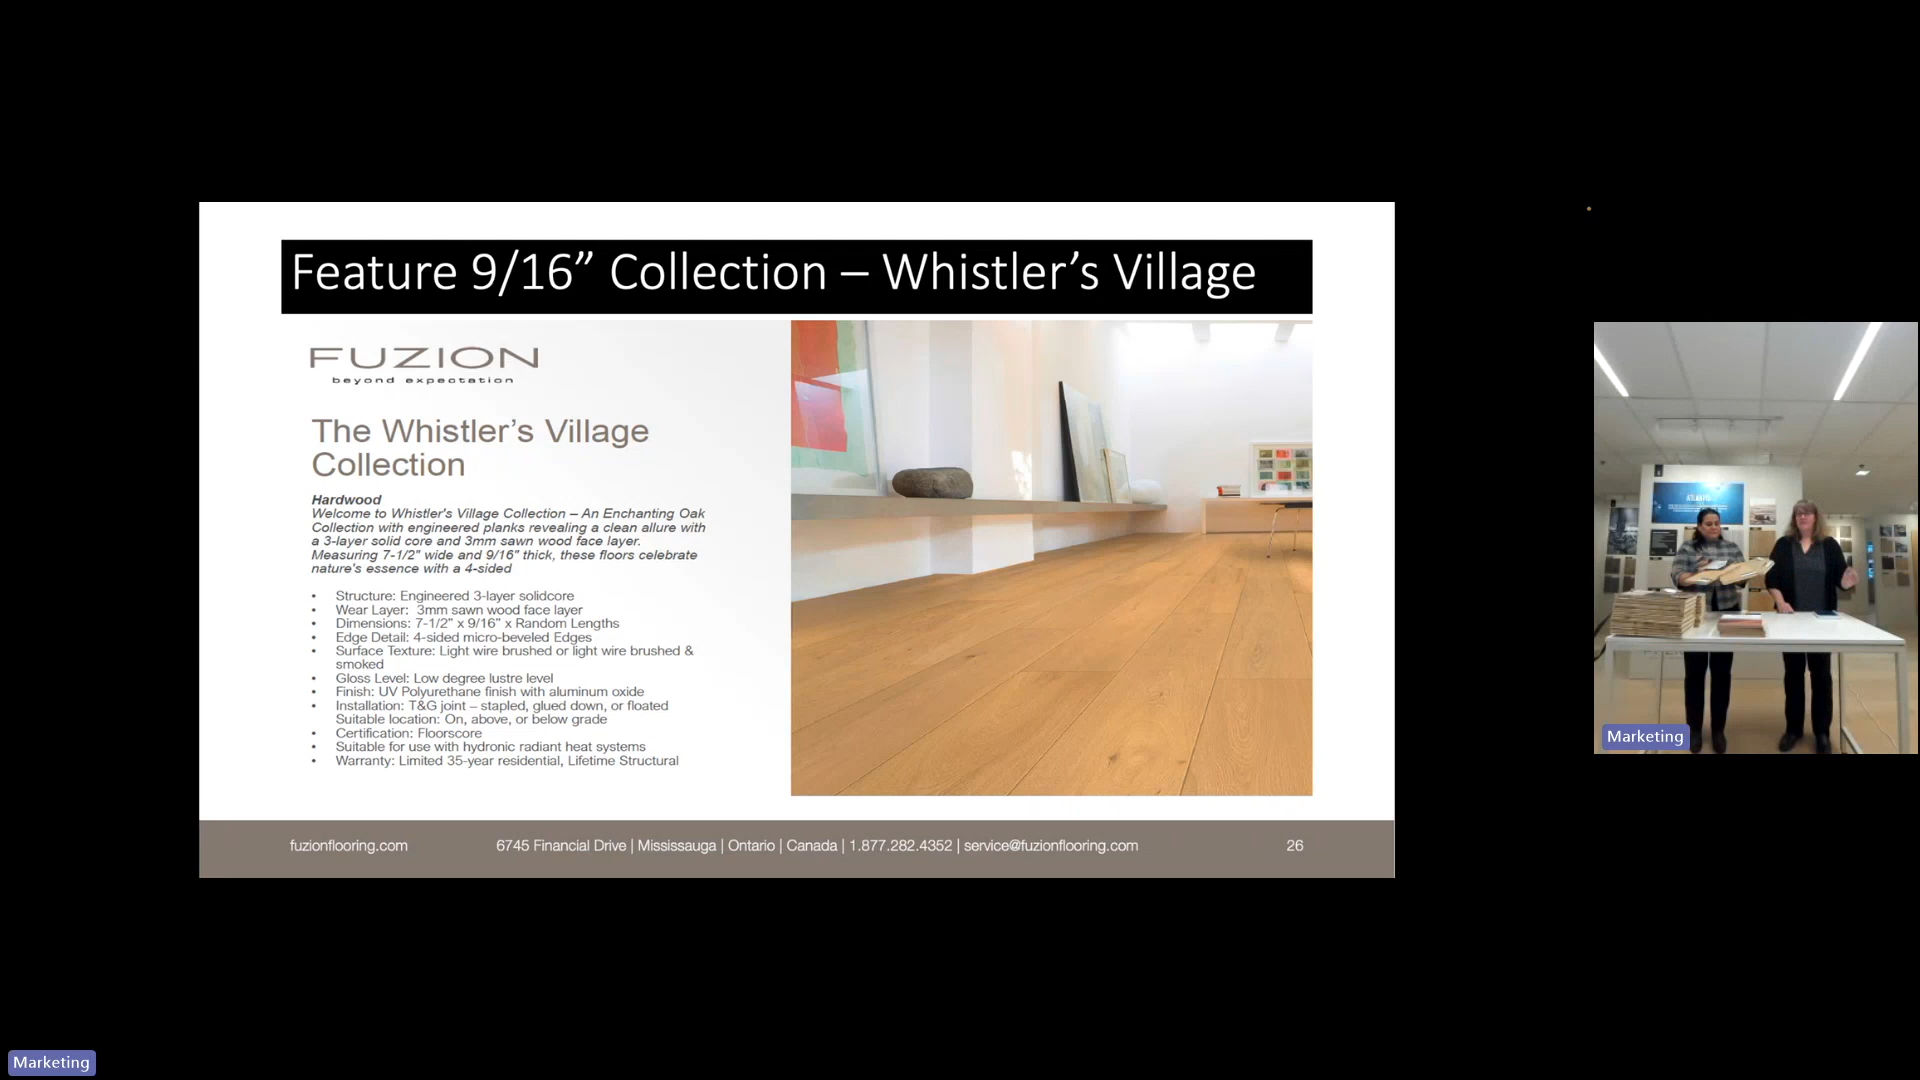 Feature 9/16” Collection – Whistler’s Village
FUZION
beyond expectation
The Whistler’s Village
Collection
Hardwood
Welcome to Whistler's Village Collection – An Enchanting Oak
Collection with engineered planks revealing a clean allure with
a 3-layer solid core and 3mm sawn wood face layer.
Measuring 7-1/2" wide and 9/16" thick, these floors celebrate
nature's essence with a 4-sided
• Structure: Engineered 3-layer solidcore
• Wear Layer: 3mm sawn wood face layer
• Dimensions: 7-1/2” x 9/16” x Random Lengths
• Edge Detail: 4-sided micro-beveled Edges
• Surface Texture: Light wire brushed or light wire brushed &
smoked
• Gloss Level: Low degree lustre level
• Finish: UV Polyurethane finish with aluminum oxide
• Installation: T&G joint – stapled, glued down, or floated
Suitable location: On, above, or below grade
• Certification: Floorscore
• Suitable for use with hydronic radiant heat systems
• Warranty: Limited 35-year residential, Lifetime Structural
fuzionflooring.com
6745 Financial Drive | Mississauga | Ontario | Canada | 1.877.282.4352 | service@fuzionflooring.com
26
Marketing
Marketing